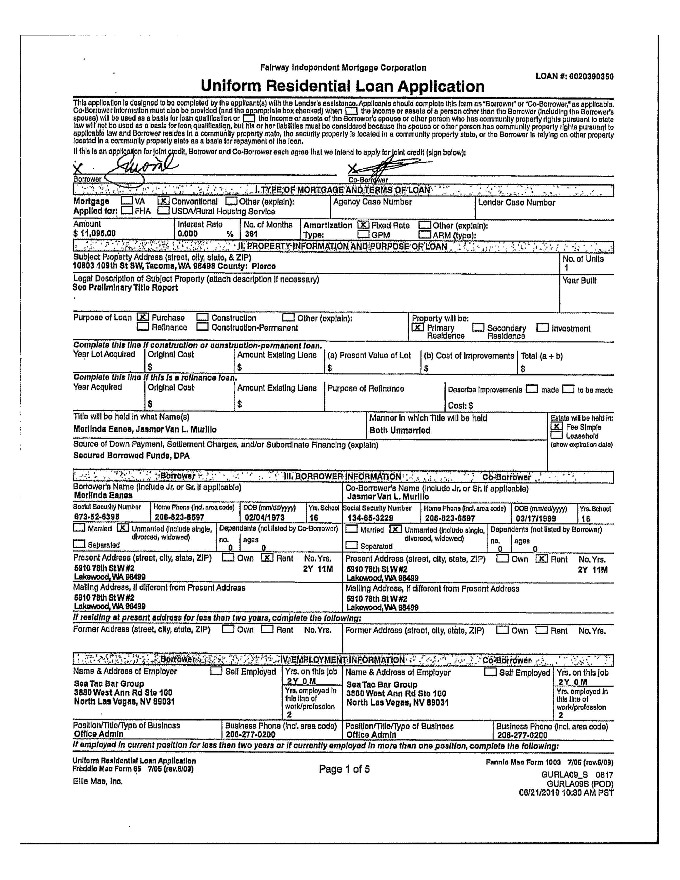 Fairway Independent Mortgage Corporation
LOAN #: 0020390350
Uniform Residential Loan Application
This application is designed to be completed by the applicant(s) with the Lender's assistance. Applicants should complete this form as "Borrower" or "Co-Borrower," as applicable.
Co-Borrower information must also be provided (and the appropriate box checked) when the income or assets of a person other than the Borrower (including the Borrower's
spouse) will be used as a basis for loan qualification or the income or assets of the Borrower's spouse or other person who has community property rights pursuant to state
law will not be used as a basis for loan qualification, but his or her liabilities must be considered because the spouse or other person has community property rights pursuant to
applicable law and Borrower resides in a community property state, the security property is located in a community property state, or the Borrower is relying on other property
located in a community property state as a basis for repayment of the loan.
If this is an application for joint credit, Borrower and Co-Borrower each agree that we intend to apply for joint credit (sign below):
X X
Borrower Co-Borrower
I. TYPE OF MORTGAGE AND TERMS OF LOAN
Mortgage VA X Conventional Other (explain): Agency Case Number Lender Case Number
Applied for: FHA USDA/Rural Housing Service
Amount Interest Rate No. of Months Amortization X Fixed Rate Other (explain):
$ 11,095.00 0.000 % 361 Type: GPM ARM (type):
II. PROPERTY INFORMATION AND PURPOSE OF LOAN
Subject Property Address (street, city, state, & ZIP) No. of Units
10803 109th St SW, Tacoma, WA 98498 County: Pierce 1
Legal Description of Subject Property (attach description if necessary) Year Built
See Preliminary Title Report
Purpose of Loan X Purchase Construction Other (explain): Property will be:
Refinance Construction-Permanent X Primary Residence Secondary Residence Investment
Complete this line if construction or construction-permanent loan.
Year Lot Acquired Original Cost Amount Existing Liens (a) Present Value of Lot (b) Cost of Improvements Total (a + b)
$ $ $ $ $
Complete this line if this is a refinance loan.
Year Acquired Original Cost Amount Existing Liens Purpose of Refinance Describe Improvements made to be made
$ $ Cost: $
Title will be held in what Name(s) Manner in which Title will be held Estate will be held in:
Merlinda Eanes, Jasmer Van L. Murillo Both Unmarried X Fee Simple
Leasehold
(show expiration date)
Source of Down Payment, Settlement Charges, and/or Subordinate Financing (explain)
Secured Borrowed Funds, DPA
Borrower III. BORROWER INFORMATION Co-Borrower
Borrower's Name (include Jr. or Sr. if applicable) Co-Borrower's Name (include Jr. or Sr. if applicable)
Merlinda Eanes Jasmer Van L. Murillo
Social Security Number Home Phone (incl. area code) DOB (mm/dd/yyyy) Yrs. School Social Security Number Home Phone (incl. area code) DOB (mm/dd/yyyy) Yrs. School
673-52-6395 206-823-8597 02/04/1973 16 134-65-3229 206-823-8597 03/17/1999 16
Married X Unmarried (include single, divorced, widowed) Dependents (not listed by Co-Borrower) Married X Unmarried (include single, divorced, widowed) Dependents (not listed by Borrower)
Separated no. 0 ages 0 Separated no. 0 ages 0
Present Address (street, city, state, ZIP) Own X Rent No. Yrs. Present Address (street, city, state, ZIP) Own X Rent No. Yrs.
5910 78th St W #2 2Y 11M 5910 78th St W #2 2Y 11M
Lakewood, WA 98499 Lakewood, WA 98499
Mailing Address, if different from Present Address Mailing Address, if different from Present Address
5910 78th St W #2 5910 78th St W #2
Lakewood, WA 98499 Lakewood, WA 98499
If residing at present address for less than two years, complete the following:
Former Address (street, city, state, ZIP) Own Rent No. Yrs. Former Address (street, city, state, ZIP) Own Rent No. Yrs.
Borrower IV. EMPLOYMENT INFORMATION Co-Borrower
Name & Address of Employer Self Employed Yrs. on this job Name & Address of Employer Self Employed Yrs. on this job
Sea Tac Bar Group 2Y 0M Sea Tac Bar Group 2Y 0M
3880 West Ann Rd Ste 100 Yrs. employed in this line of work/profession 3880 West Ann Rd Ste 100 Yrs. employed in this line of work/profession
North Las Vegas, NV 89031 2 North Las Vegas, NV 89031 2
Position/Title/Type of Business Business Phone (incl. area code) Position/Title/Type of Business Business Phone (incl. area code)
Office Admin 206-277-0200 Office Admin 206-277-0200
If employed in current position for less than two years or if currently employed in more than one position, complete the following:
Uniform Residential Loan Application Fannie Mae Form 1003 7/05 (rev.6/09)
Freddie Mac Form 65 7/05 (rev.6/09) Page 1 of 5 GURLA09_S 0817
Ellie Mae, Inc. GURLA09S (POD)
06/21/2019 10:30 AM PST